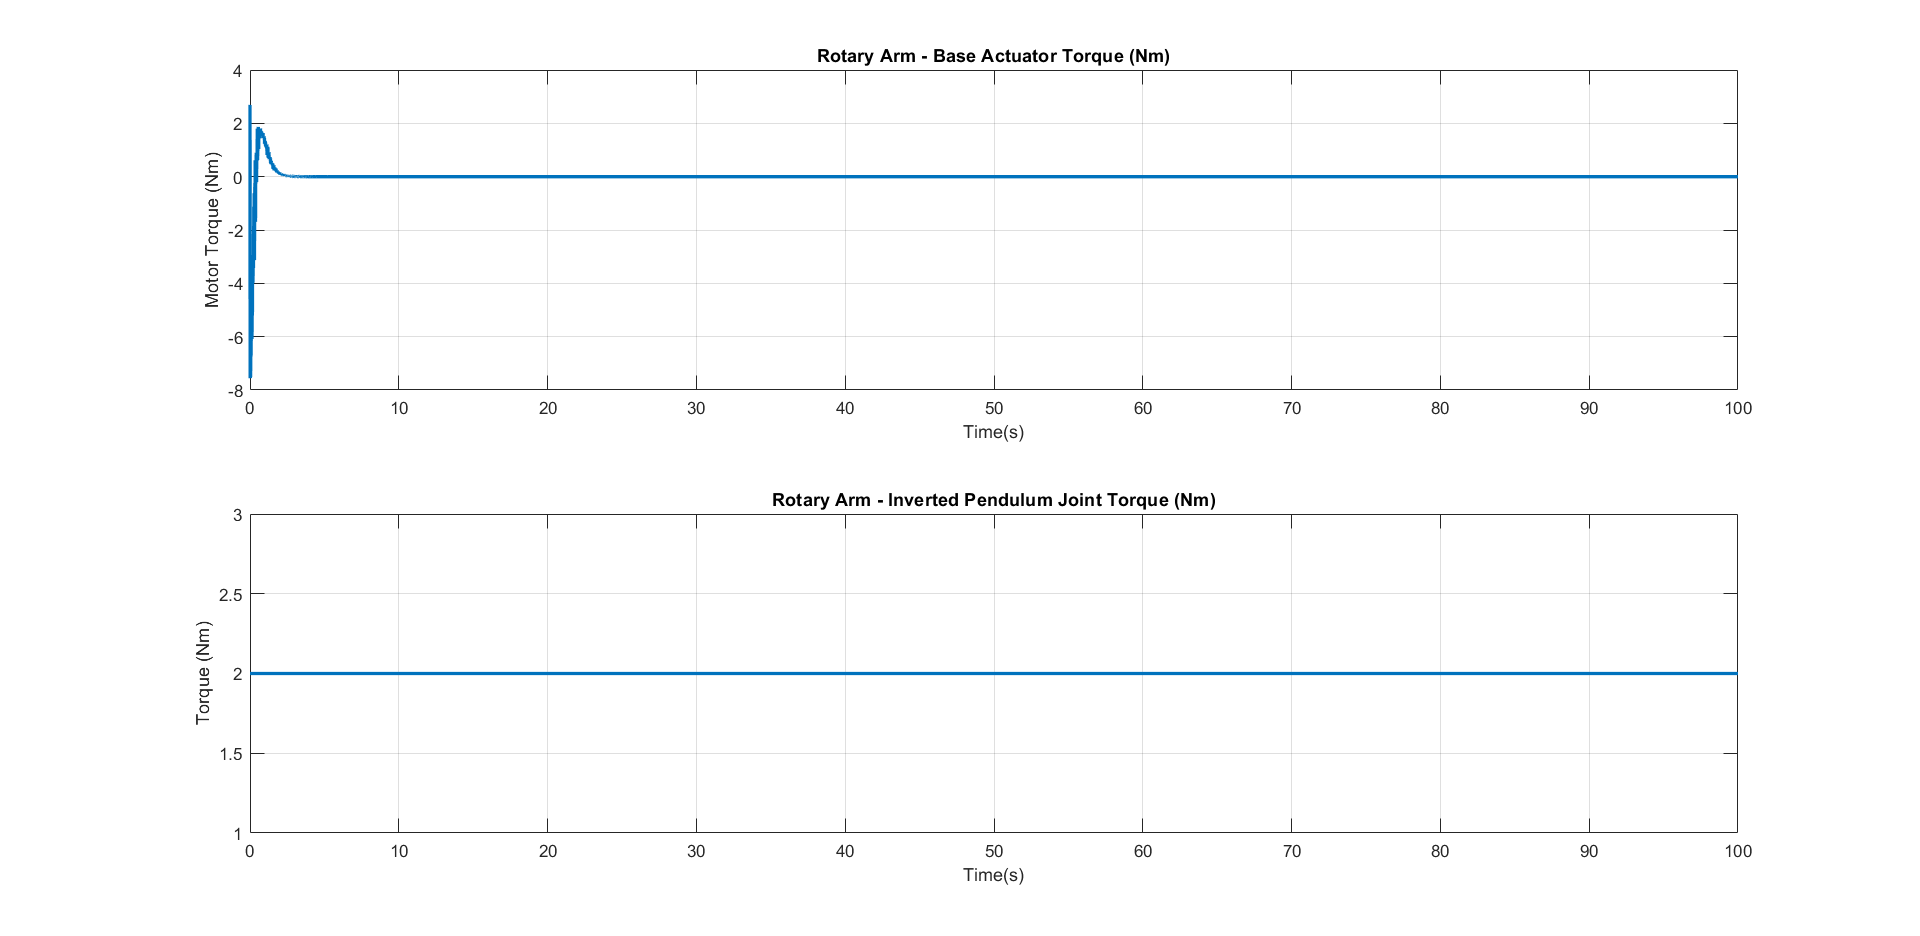 Rotary Arm - Base Actuator Torque (Nm)
4
2
0
-2
-4
-6
-8
Motor Torque (Nm)
0 10 20 30 40 50 60 70 80 90 100
Time(s)
Rotary Arm - Inverted Pendulum Joint Torque (Nm)
3
2.5
2
1.5
1
Torque (Nm)
0 10 20 30 40 50 60 70 80 90 100
Time(s)